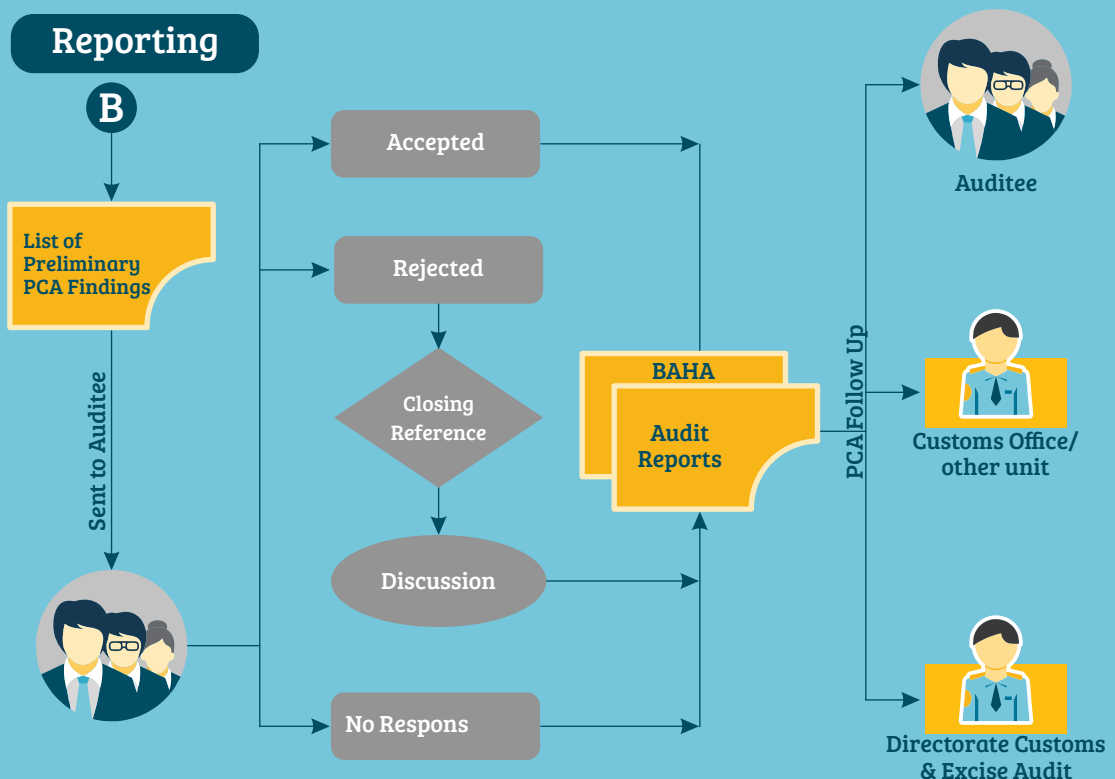 Reporting
B
List of
Preliminary
PCA Findings
Sent to Auditee
Accepted
Rejected
Closing
Reference
Discussion
No Respons
BAHA
Audit
Reports
PCA Follow Up
Auditee
Customs Office/
other unit
Directorate Customs
& Excise Audit